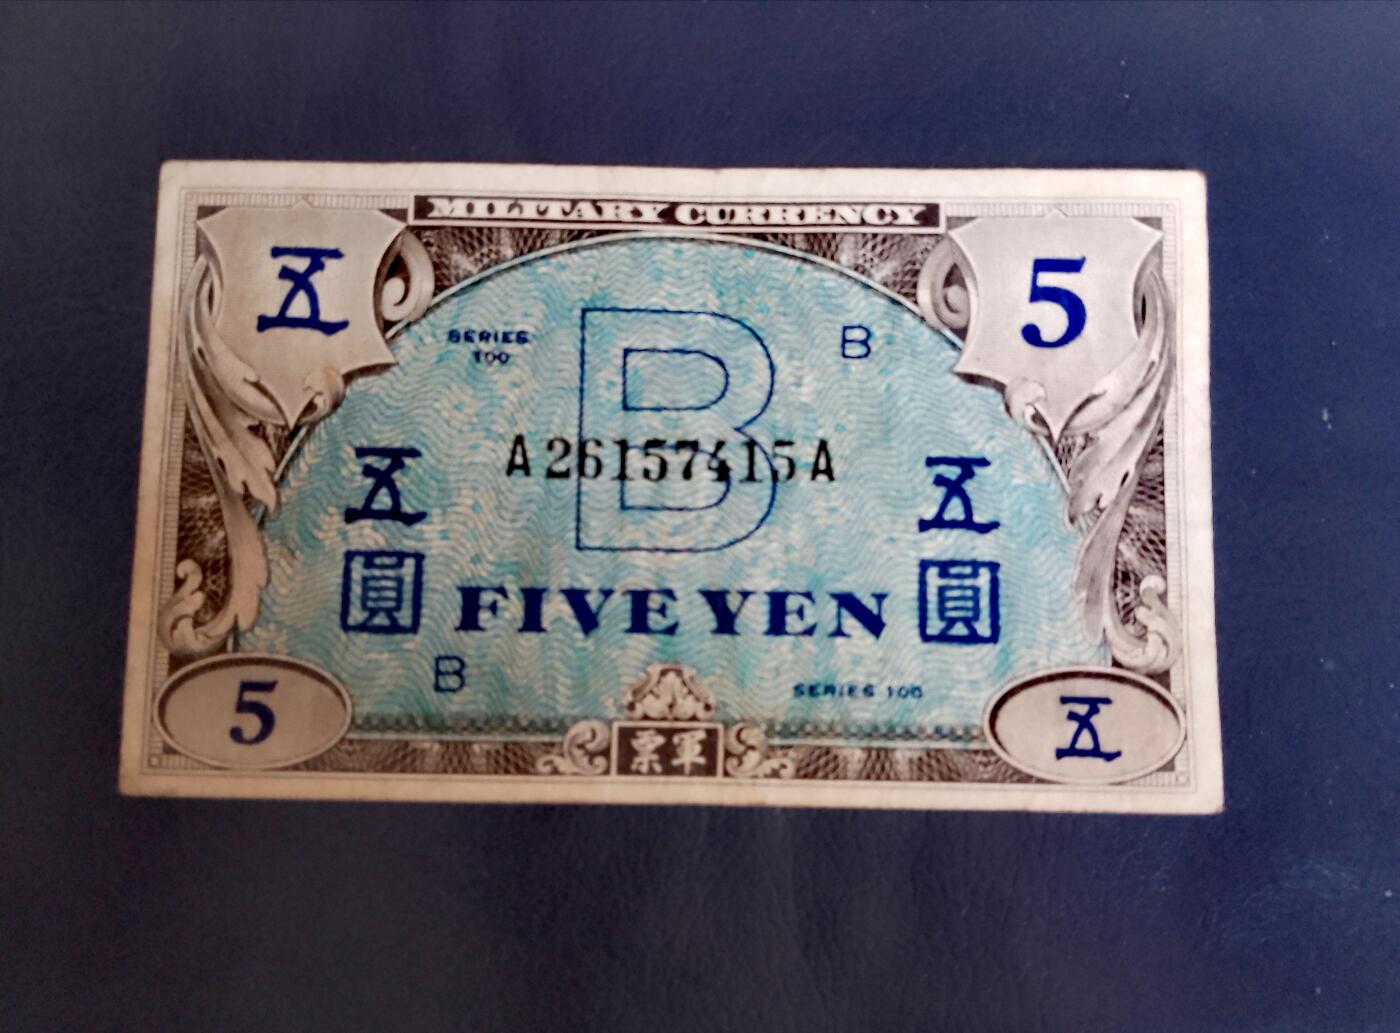 MILITARY CURRENCY
五
5
SERIES
100
B
B
A26157415A
五
圓
五
圓
FIVE YEN
B
SERIES 100
5
五
票軍